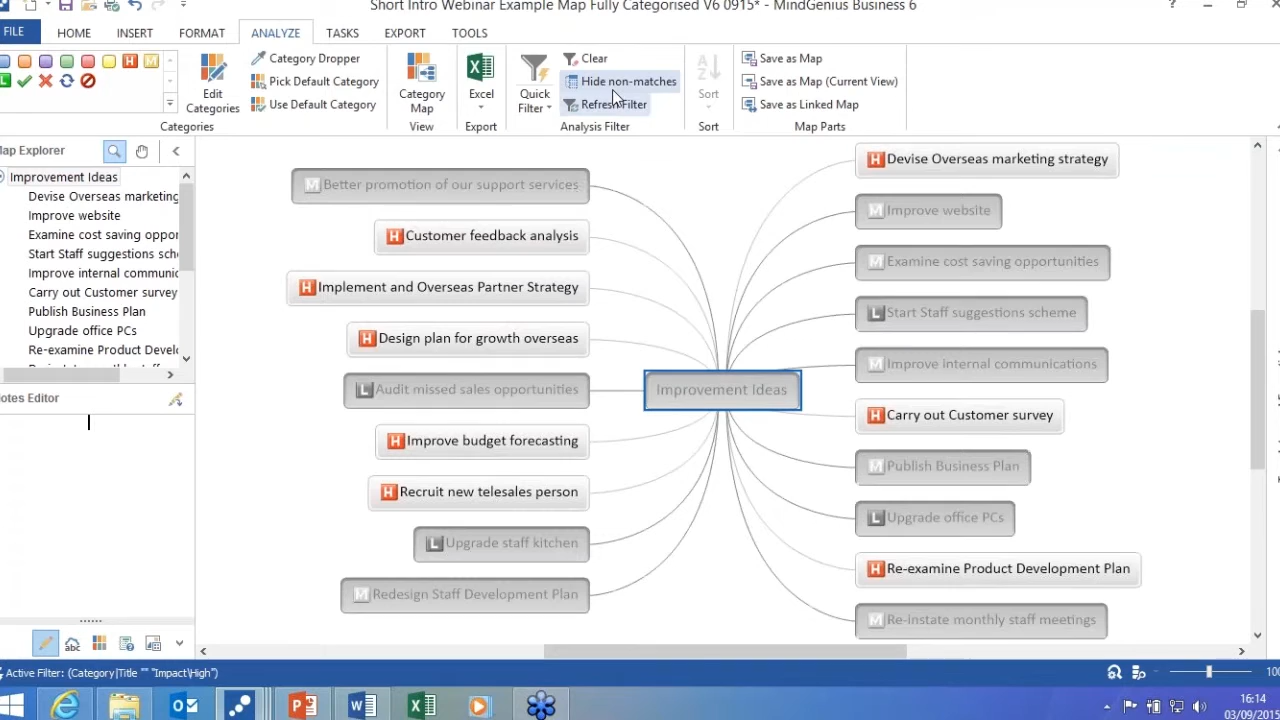 Short Intro Webinar Example Map Fully Categorised V6 0915* - MindGenius Business 6
?
FILE
HOME
INSERT
FORMAT
ANALYZE
TASKS
EXPORT
TOOLS
H
M
L
Edit
Categories
Category Dropper
Pick Default Category
Use Default Category
Category
Map
Excel
Quick
Filter
Clear
Hide non-matches
Refresh Filter
Sort
Save as Map
Save as Map (Current View)
Save as Linked Map
Categories
View
Export
Analysis Filter
Sort
Map Parts
Map Explorer
Improvement Ideas
Devise Overseas marketing
Improve website
Examine cost saving oppor
Start Staff suggestions sche
Improve internal communic
Carry out Customer survey
Publish Business Plan
Upgrade office PCs
Re-examine Product Devel
Notes Editor
abc
M Better promotion of our support services
H Customer feedback analysis
H Implement and Overseas Partner Strategy
H Design plan for growth overseas
L Audit missed sales opportunities
H Improve budget forecasting
H Recruit new telesales person
L Upgrade staff kitchen
M Redesign Staff Development Plan
Improvement Ideas
H Devise Overseas marketing strategy
M Improve website
M Examine cost saving opportunities
L Start Staff suggestions scheme
M Improve internal communications
H Carry out Customer survey
M Publish Business Plan
L Upgrade office PCs
H Re-examine Product Development Plan
M Re-instate monthly staff meetings
Active Filter: (Category|Title "" "Impact\High")
100
16:14
03/09/2015